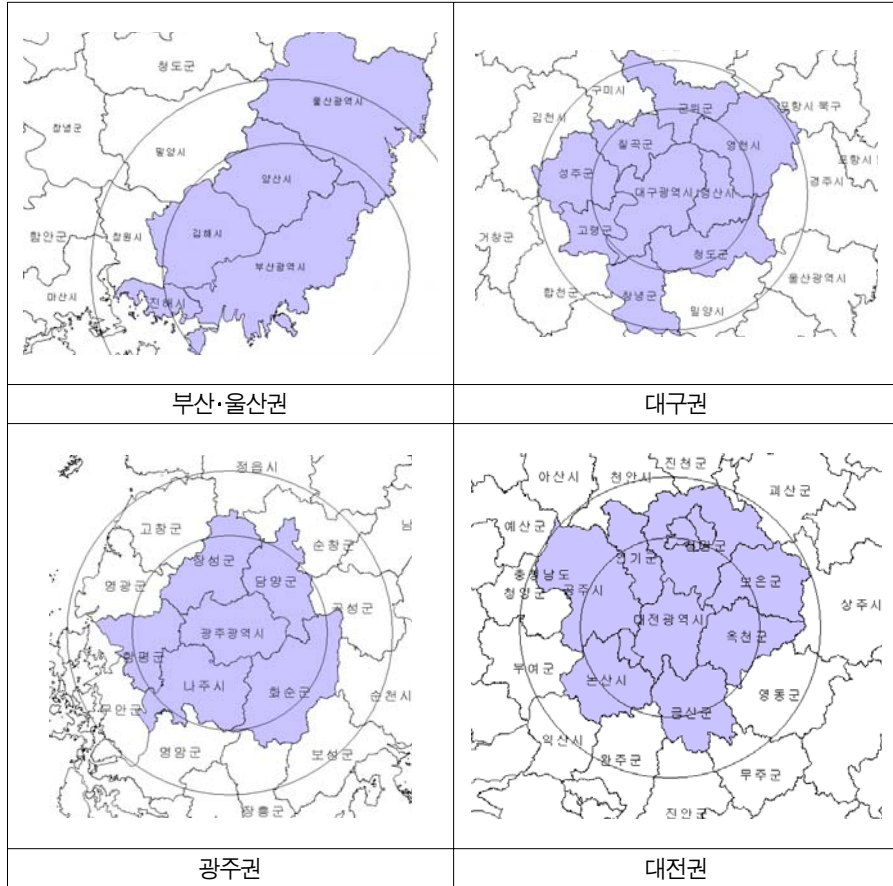 청도군
울산광역시
창녕군
밀양시
양산시
함안군
창원시
김해시
부산광역시
마산시
진해시
부산·울산권
구미시
군위군
포항시 북구
김천시
칠곡군
영천시
포항시
성주군
대구광역시
경산시
경주시
거창군
고령군
청도군
합천군
창녕군
밀양시
울산광역시
대구권
정읍시
고창군
장성군
순창군
남
영광군
담양군
곡성군
광주광역시
함평군
나주시
화순군
순천시
무안군
영암군
보성군
장흥군
광주권
진천군
아산시
천안시
괴산군
예산군
연기군
충청남도
보은군
청양군
공주시
대전광역시
상주시
옥천군
부여군
논산시
금산군
영동군
익산시
완주군
무주군
진안군
대전권